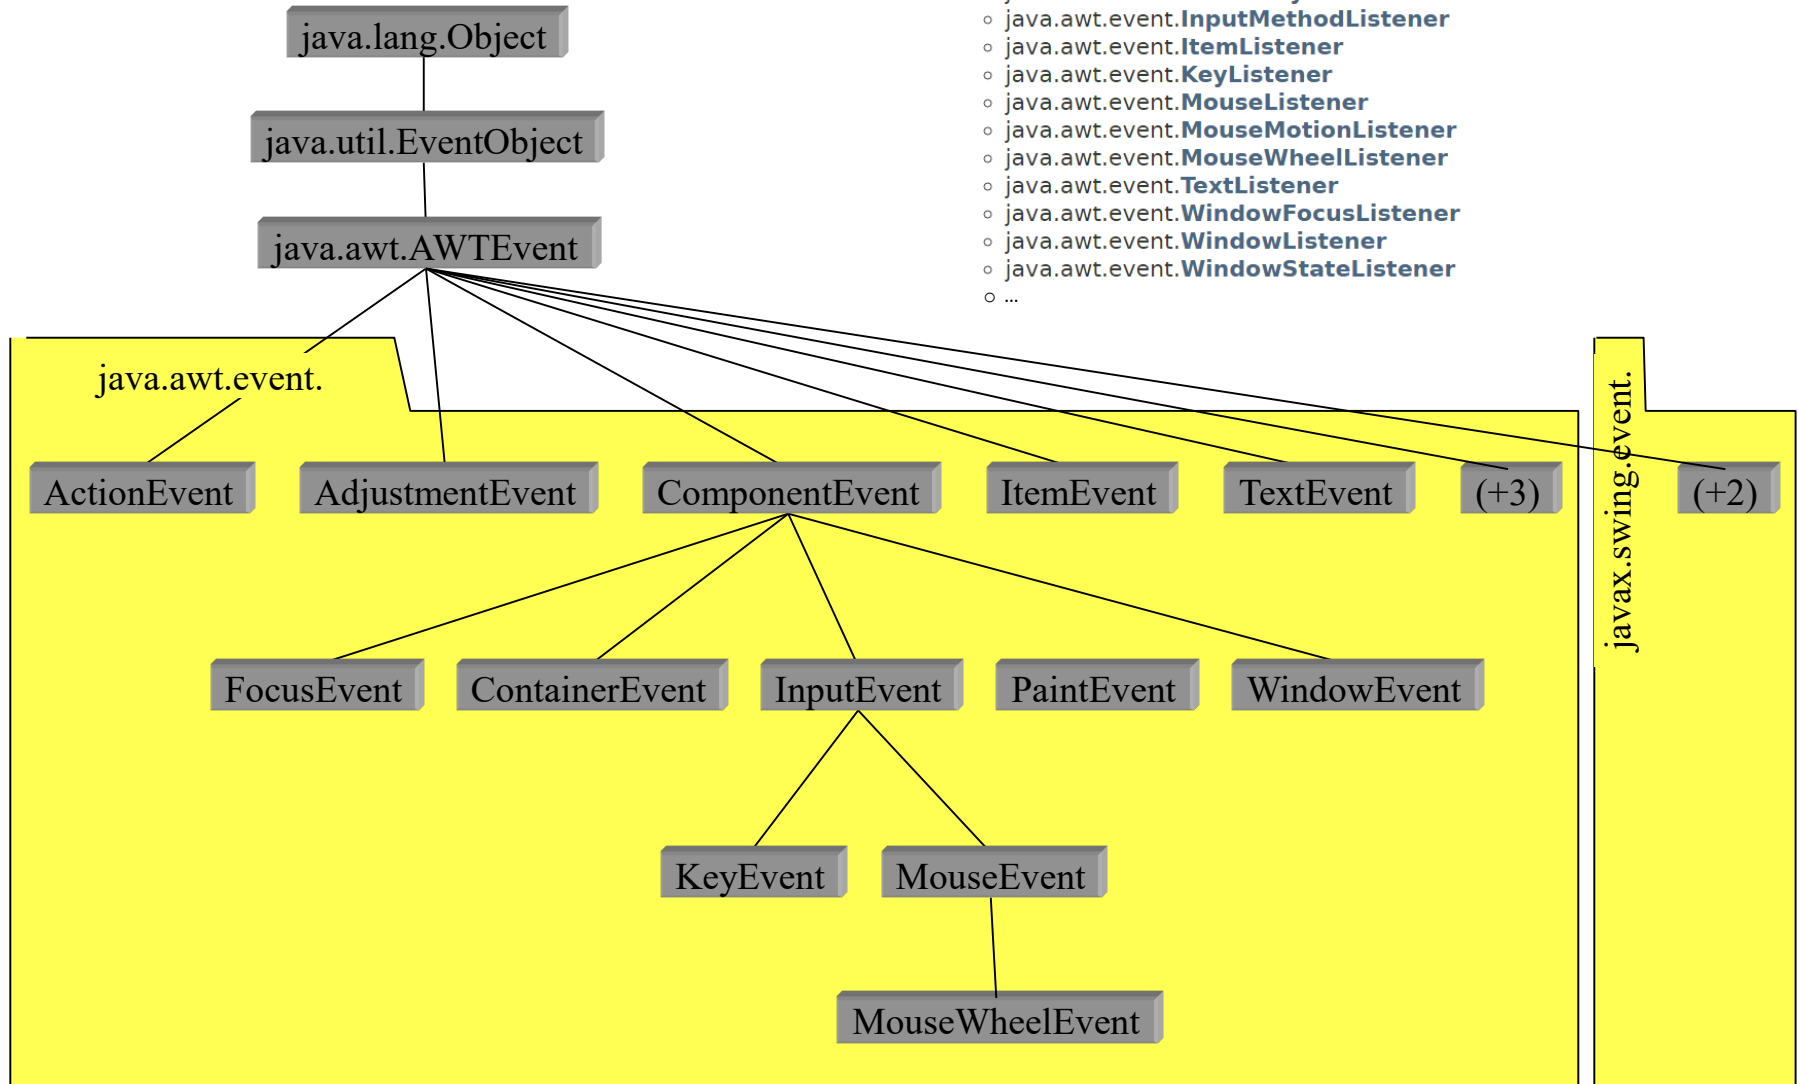 java.lang.Object
java.util.EventObject
java.awt.AWTEvent
java.awt.event.InputMethodListener
java.awt.event.ItemListener
java.awt.event.KeyListener
java.awt.event.MouseListener
java.awt.event.MouseMotionListener
java.awt.event.MouseWheelListener
java.awt.event.TextListener
java.awt.event.WindowFocusListener
java.awt.event.WindowListener
java.awt.event.WindowStateListener
...
java.awt.event.
javax.swing.event.
ActionEvent
AdjustmentEvent
ComponentEvent
ItemEvent
TextEvent
(+3)
(+2)
FocusEvent
ContainerEvent
InputEvent
PaintEvent
WindowEvent
KeyEvent
MouseEvent
MouseWheelEvent